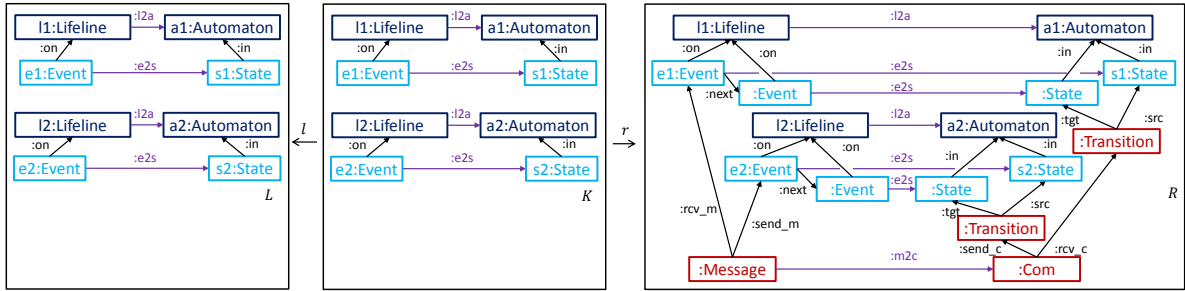 l1:Lifeline :l2a a1:Automaton
:on :in
e1:Event :e2s s1:State
l2:Lifeline :l2a a2:Automaton
:on :in
e2:Event :e2s s2:State
L
l
l1:Lifeline :l2a a1:Automaton
:on :in
e1:Event :e2s s1:State
l2:Lifeline :l2a a2:Automaton
:on :in
e2:Event :e2s s2:State
K
r
l1:Lifeline :l2a a1:Automaton
:on :on :in :in
e1:Event :e2s s1:State
:next :Event :e2s :State
l2:Lifeline :l2a a2:Automaton :tgt :src
:Transition
:on :on :in :in
e2:Event :e2s s2:State
:next :Event :e2s :State
R
:rcv_m :send_m :tgt :src
:Transition
:send_c :rcv_c
:Message :m2c :Com